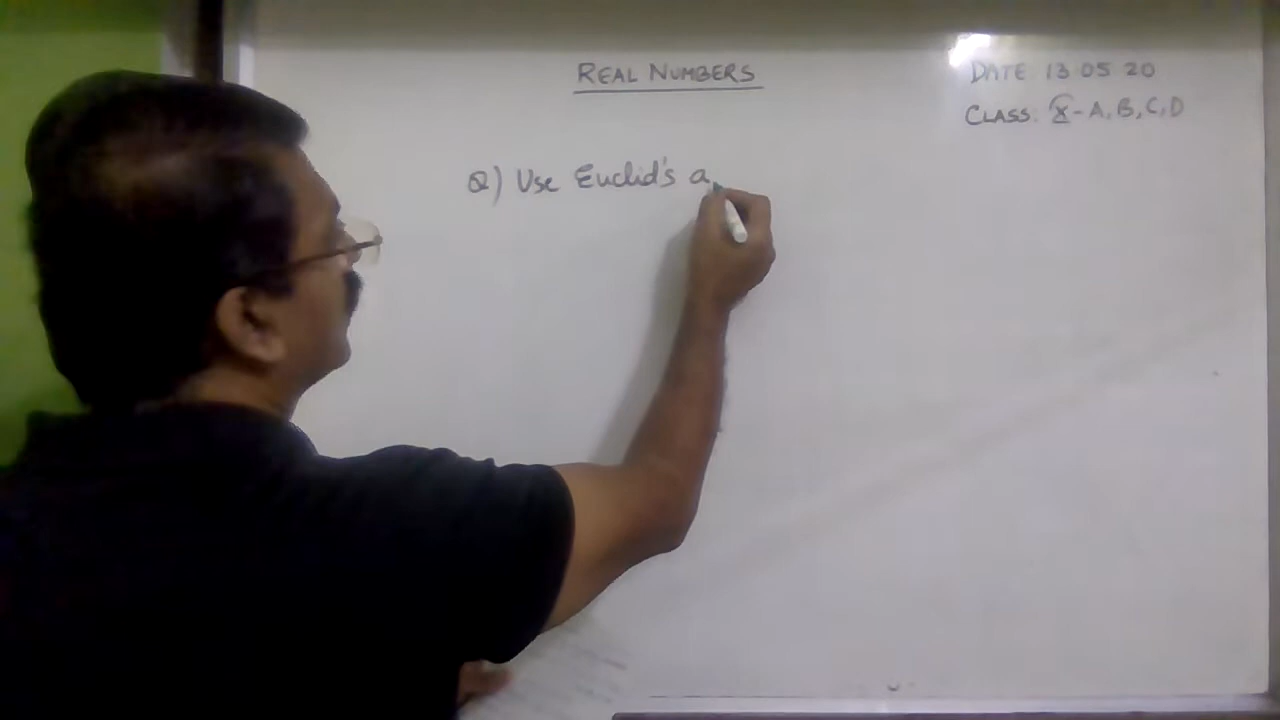 REAL NUMBERS
DATE 13 05 20
CLASS: X - A, B, C, D
Q) Use Euclid's a